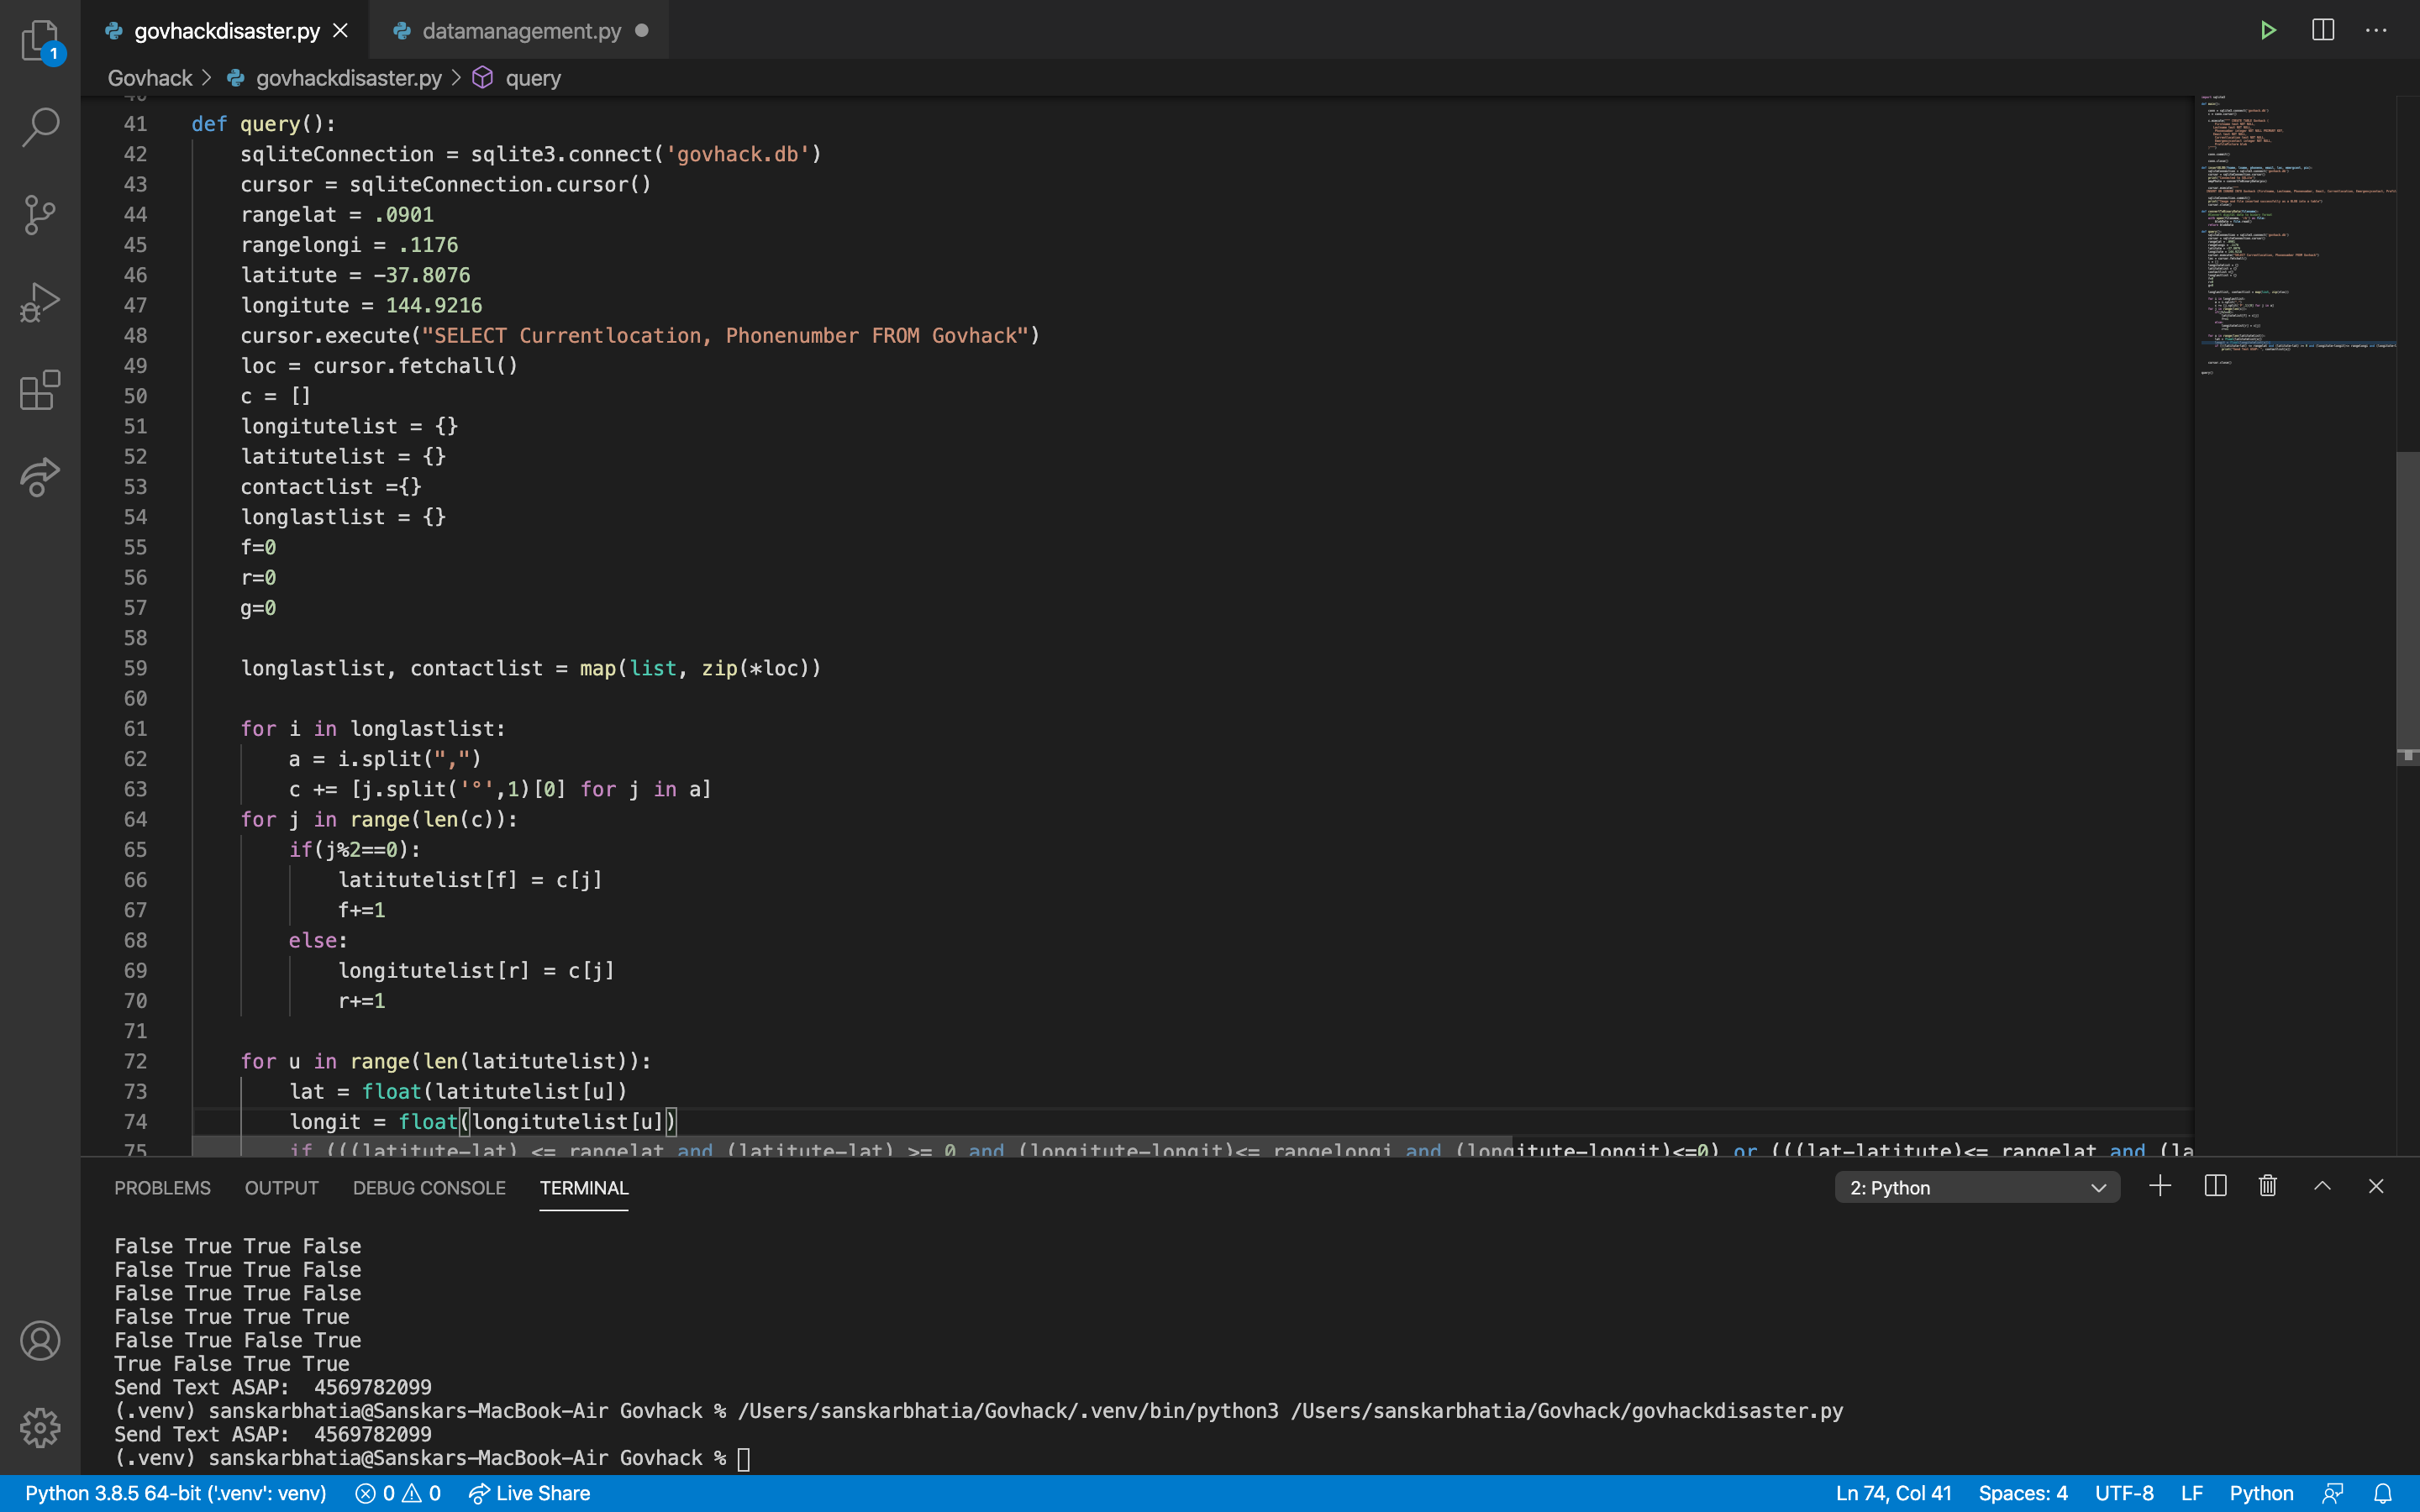 1
govhackdisaster.py
datamanagement.py
Govhack > govhackdisaster.py > query
41 def query():
42 sqliteConnection = sqlite3.connect('govhack.db')
43 cursor = sqliteConnection.cursor()
44 rangelat = .0901
45 rangelongi = .1176
46 latitute = -37.8076
47 longitute = 144.9216
48 cursor.execute("SELECT Currentlocation, Phonenumber FROM Govhack")
49 loc = cursor.fetchall()
50 c = []
51 longitutelist = {}
52 latitutelist = {}
53 contactlist ={}
54 longlastlist = {}
55 f=0
56 r=0
57 g=0
58
59 longlastlist, contactlist = map(list, zip(*loc))
60
61 for i in longlastlist:
62 a = i.split(",")
63 c += [j.split('°',1)[0] for j in a]
64 for j in range(len(c)):
65 if(j%2==0):
66 latitutelist[f] = c[j]
67 f+=1
68 else:
69 longitutelist[r] = c[j]
70 r+=1
71
72 for u in range(len(latitutelist)):
73 lat = float(latitutelist[u])
74 longit = float(longitutelist[u])
75 if (((latitute-lat) <= rangelat and (latitute-lat) >= 0 and (longitute-longit)<= rangelongi and (longitute-longit)<=0) or (((lat-latitute)<= rangelat and (la
PROBLEMS OUTPUT DEBUG CONSOLE TERMINAL 2: Python
False True True False
False True True False
False True True False
False True True True
False True False True
True False True True
Send Text ASAP:  4569782099
(.venv) sanskarbhatia@Sanskars-MacBook-Air Govhack % /Users/sanskarbhatia/Govhack/.venv/bin/python3 /Users/sanskarbhatia/Govhack/govhackdisaster.py
Send Text ASAP:  4569782099
(.venv) sanskarbhatia@Sanskars-MacBook-Air Govhack %
Python 3.8.5 64-bit ('.venv': venv) 0 0 Live Share Ln 74, Col 41 Spaces: 4 UTF-8 LF Python